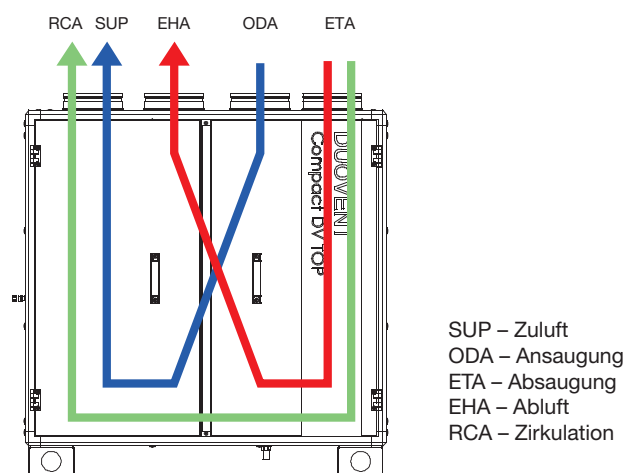 RCA SUP EHA ODA ETA
DUOVENT
Compact DV TOP
SUP – Zuluft
ODA – Ansaugung
ETA – Absaugung
EHA – Abluft
RCA – Zirkulation